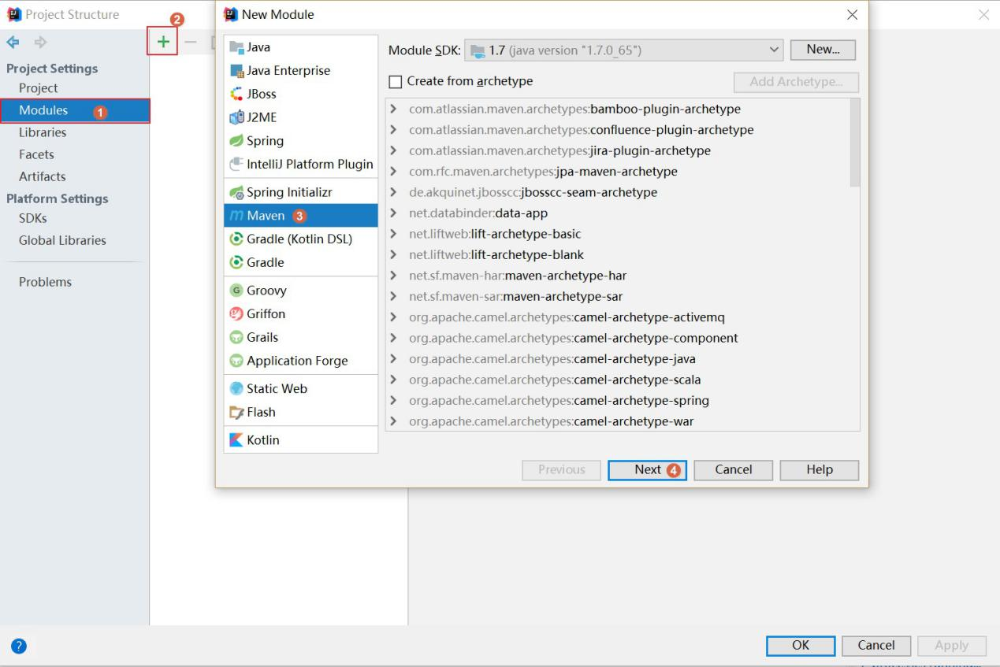 Project Structure
2
Project Settings
Project
Modules 1
Libraries
Facets
Artifacts
Platform Settings
SDKs
Global Libraries
Problems
New Module
Java
Java Enterprise
JBoss
J2ME
Spring
IntelliJ Platform Plugin
Spring Initializr
Maven 3
Gradle (Kotlin DSL)
Gradle
Groovy
Griffon
Grails
Application Forge
Static Web
Flash
Kotlin
Module SDK: 1.7 (java version "1.7.0_65") New...
Create from archetype Add Archetype...
com.atlassian.maven.archetypes:bamboo-plugin-archetype
com.atlassian.maven.archetypes:confluence-plugin-archetype
com.atlassian.maven.archetypes:jira-plugin-archetype
com.rfc.maven.archetypes:jpa-maven-archetype
de.akquinet.jbosscc:jbosscc-seam-archetype
net.databinder:data-app
net.liftweb:lift-archetype-basic
net.liftweb:lift-archetype-blank
net.sf.maven-har:maven-archetype-har
net.sf.maven-sar:maven-archetype-sar
org.apache.camel.archetypes:camel-archetype-activemq
org.apache.camel.archetypes:camel-archetype-component
org.apache.camel.archetypes:camel-archetype-java
org.apache.camel.archetypes:camel-archetype-scala
org.apache.camel.archetypes:camel-archetype-spring
org.apache.camel.archetypes:camel-archetype-war
Previous Next 4 Cancel Help
? OK Cancel Apply